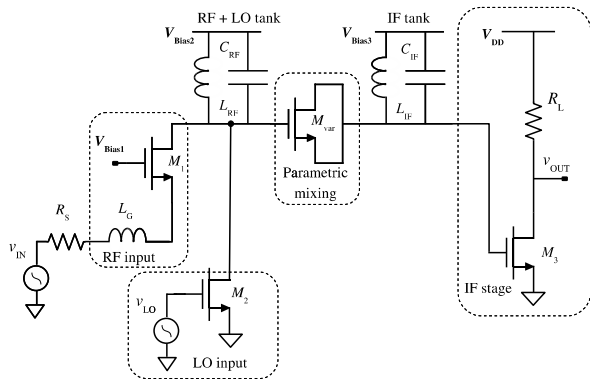 RF + LO tank
IF tank
V_Bias2
C_RF
L_RF
V_Bias3
C_IF
L_IF
V_DD
R_L
v_OUT
M_var
Parametric
mixing
V_Bias1
M_1
R_S
L_G
v_IN
RF input
M_3
IF stage
M_2
v_LO
LO input